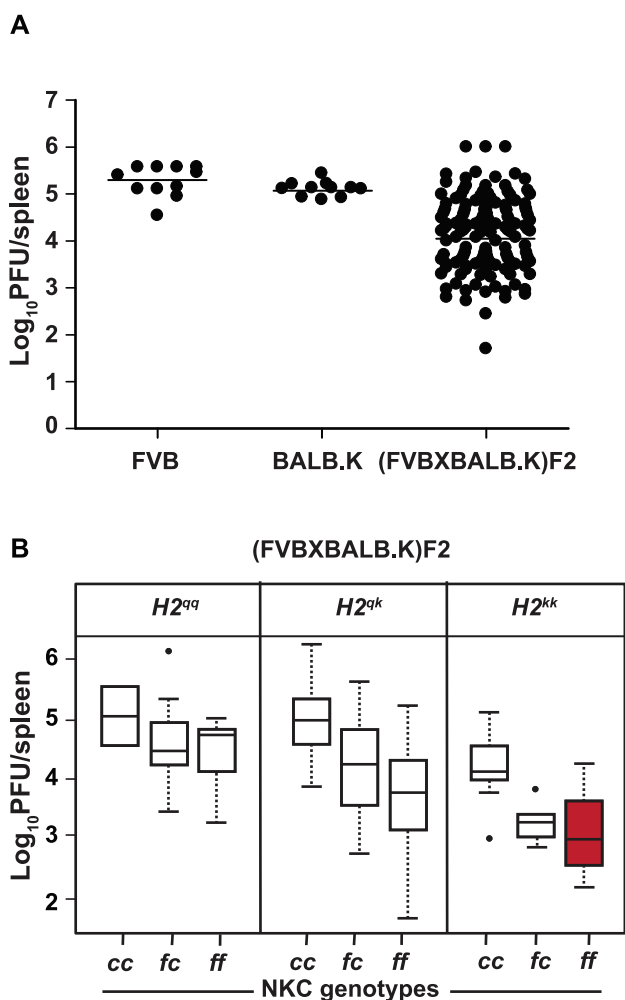 A
Log10PFU/spleen
7
6
5
4
3
2
1
0
FVB BALB.K (FVBXBALB.K)F2
B
(FVBXBALB.K)F2
H2qq H2qk H2kk
Log10PFU/spleen
6
5
4
3
2
cc fc ff cc fc ff cc fc ff
NKC genotypes